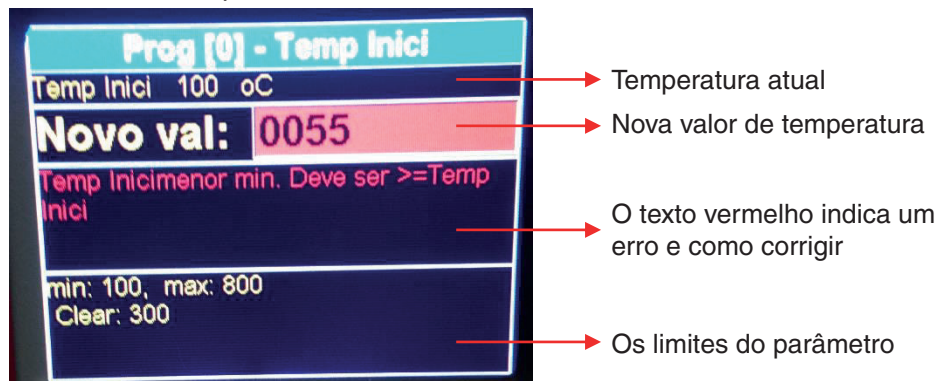 Prog [0] - Temp Inici
Temp Inici 100 oC
Temperatura atual
Novo val: 0055
Nova valor de temperatura
Temp Inicimenor min. Deve ser >=Temp
Inici
O texto vermelho indica um
erro e como corrigir
min: 100, max: 800
Clear: 300
Os limites do parâmetro